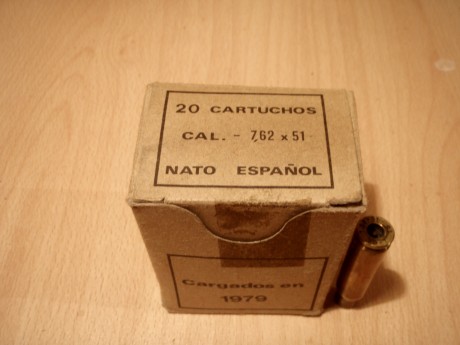 20 CARTUCHOS
CAL. - 7,62 x 51
NATO ESPAÑOL
Cargados en
1979